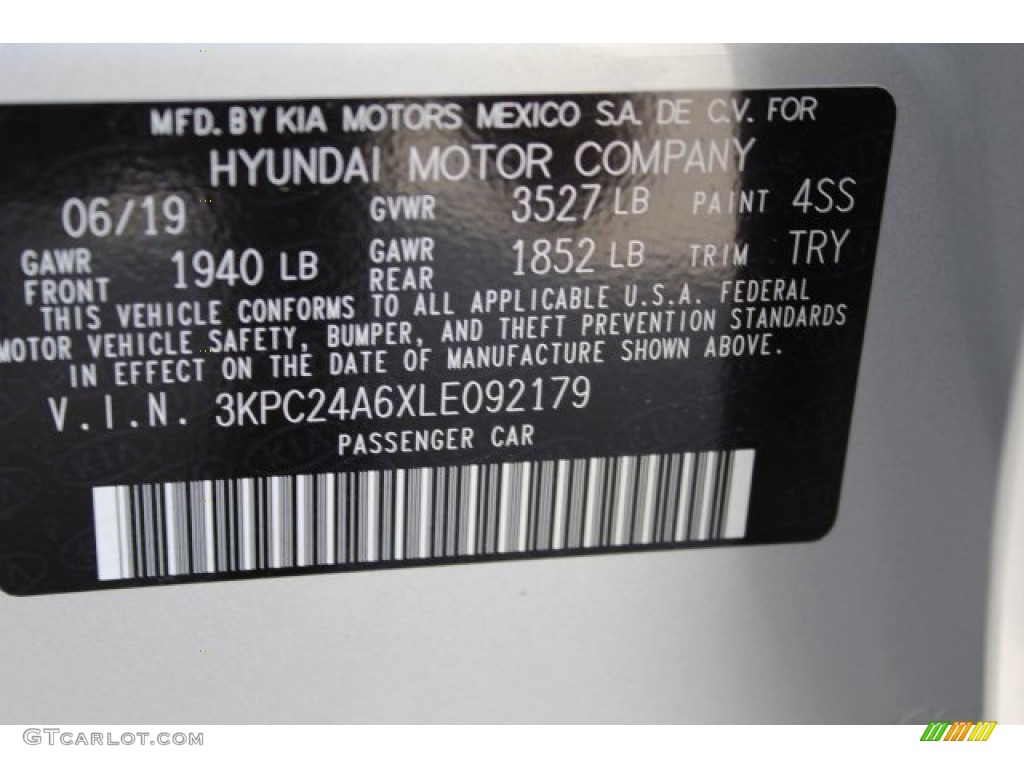 MFD. BY KIA MOTORS MEXICO S.A. DE C.V. FOR
HYUNDAI MOTOR COMPANY
06/19 GVWR 3527 LB PAINT 4SS
GAWR FRONT 1940 LB GAWR REAR 1852 LB TRIM TRY
THIS VEHICLE CONFORMS TO ALL APPLICABLE U.S.A. FEDERAL
MOTOR VEHICLE SAFETY, BUMPER, AND THEFT PREVENTION STANDARDS
IN EFFECT ON THE DATE OF MANUFACTURE SHOWN ABOVE.
V.I.N. 3KPC24A6XLE092179
PASSENGER CAR
GTCarlot.com